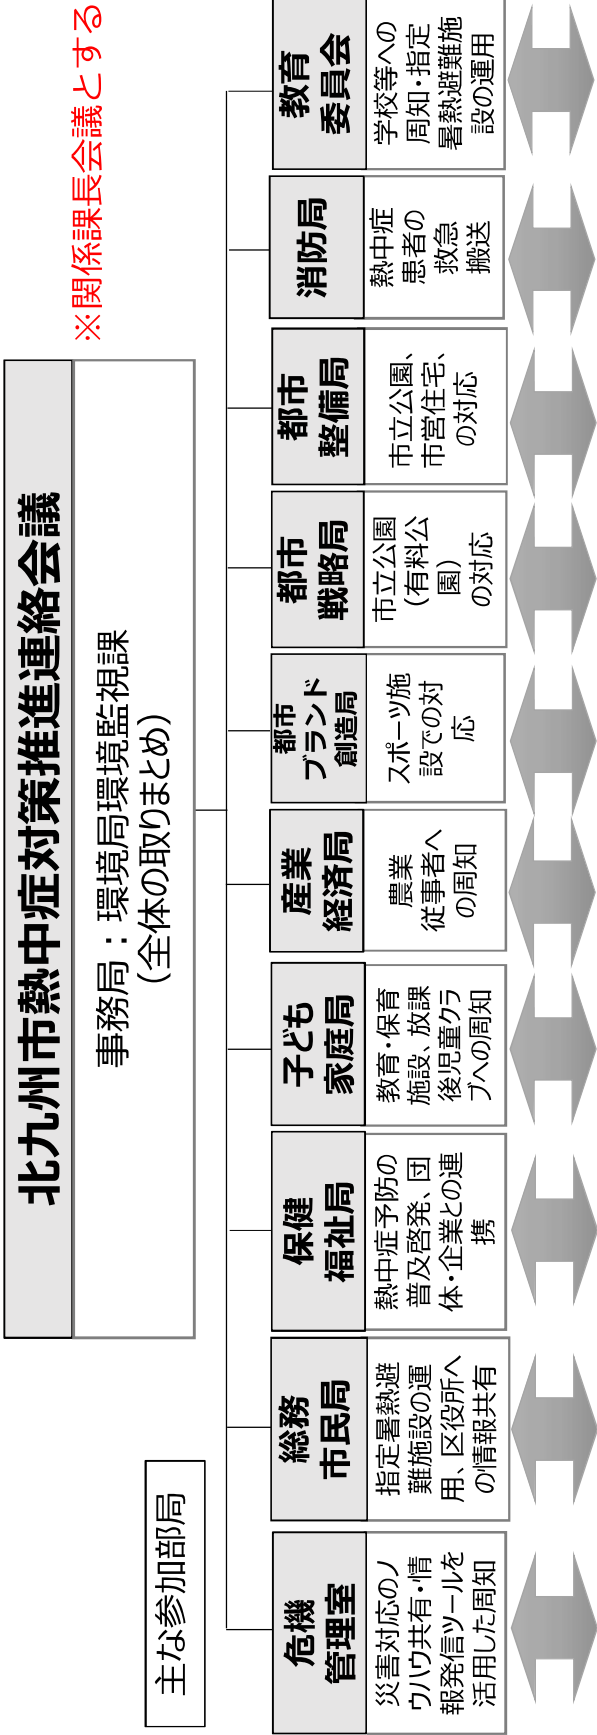 北九州市熱中症対策推進連絡会議
※関係課長会議とする
事務局：環境局環境監視課
（全体の取りまとめ）
主な参加部局
危機
管理室
災害対応のノ
ウハウ共有・情
報発信ツールを
活用した周知
総務
市民局
指定暑熱避
難施設の運
用、区役所へ
の情報共有
保健
福祉局
熱中症予防の
普及啓発、団
体・企業との連
携
子ども
家庭局
教育・保育
施設、放課
後児童クラ
ブへの周知
産業
経済局
農業
従事者へ
の周知
都市
ブランド
創造局
スポーツ施
設での対
応
都市
戦略局
市立公園
（有料公
園）
の対応
都市
整備局
市立公園、
市営住宅、
の対応
消防局
熱中症
患者の
救急
搬送
教育
委員会
学校等への
周知・指定
暑熱避難施
設の運用